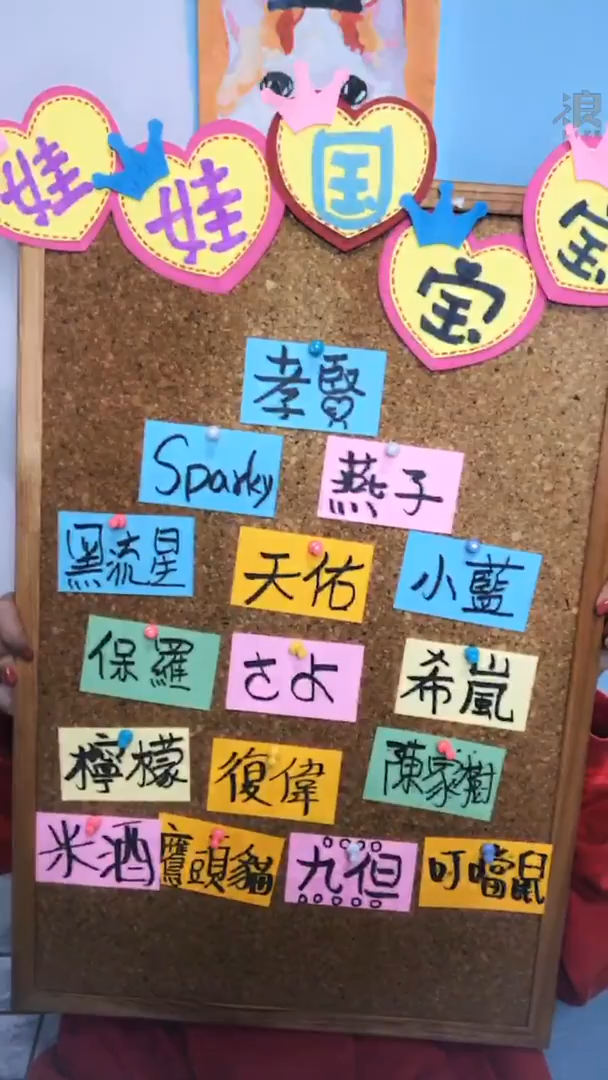 浪
娃娃国宝宝
孝賢
Sparky 燕子
黑流星 天佑 小藍
保羅 さよ 希嵐
檸檬 復偉 陳家樹
米酒 鷹頭貓 九但 叮噹鼠